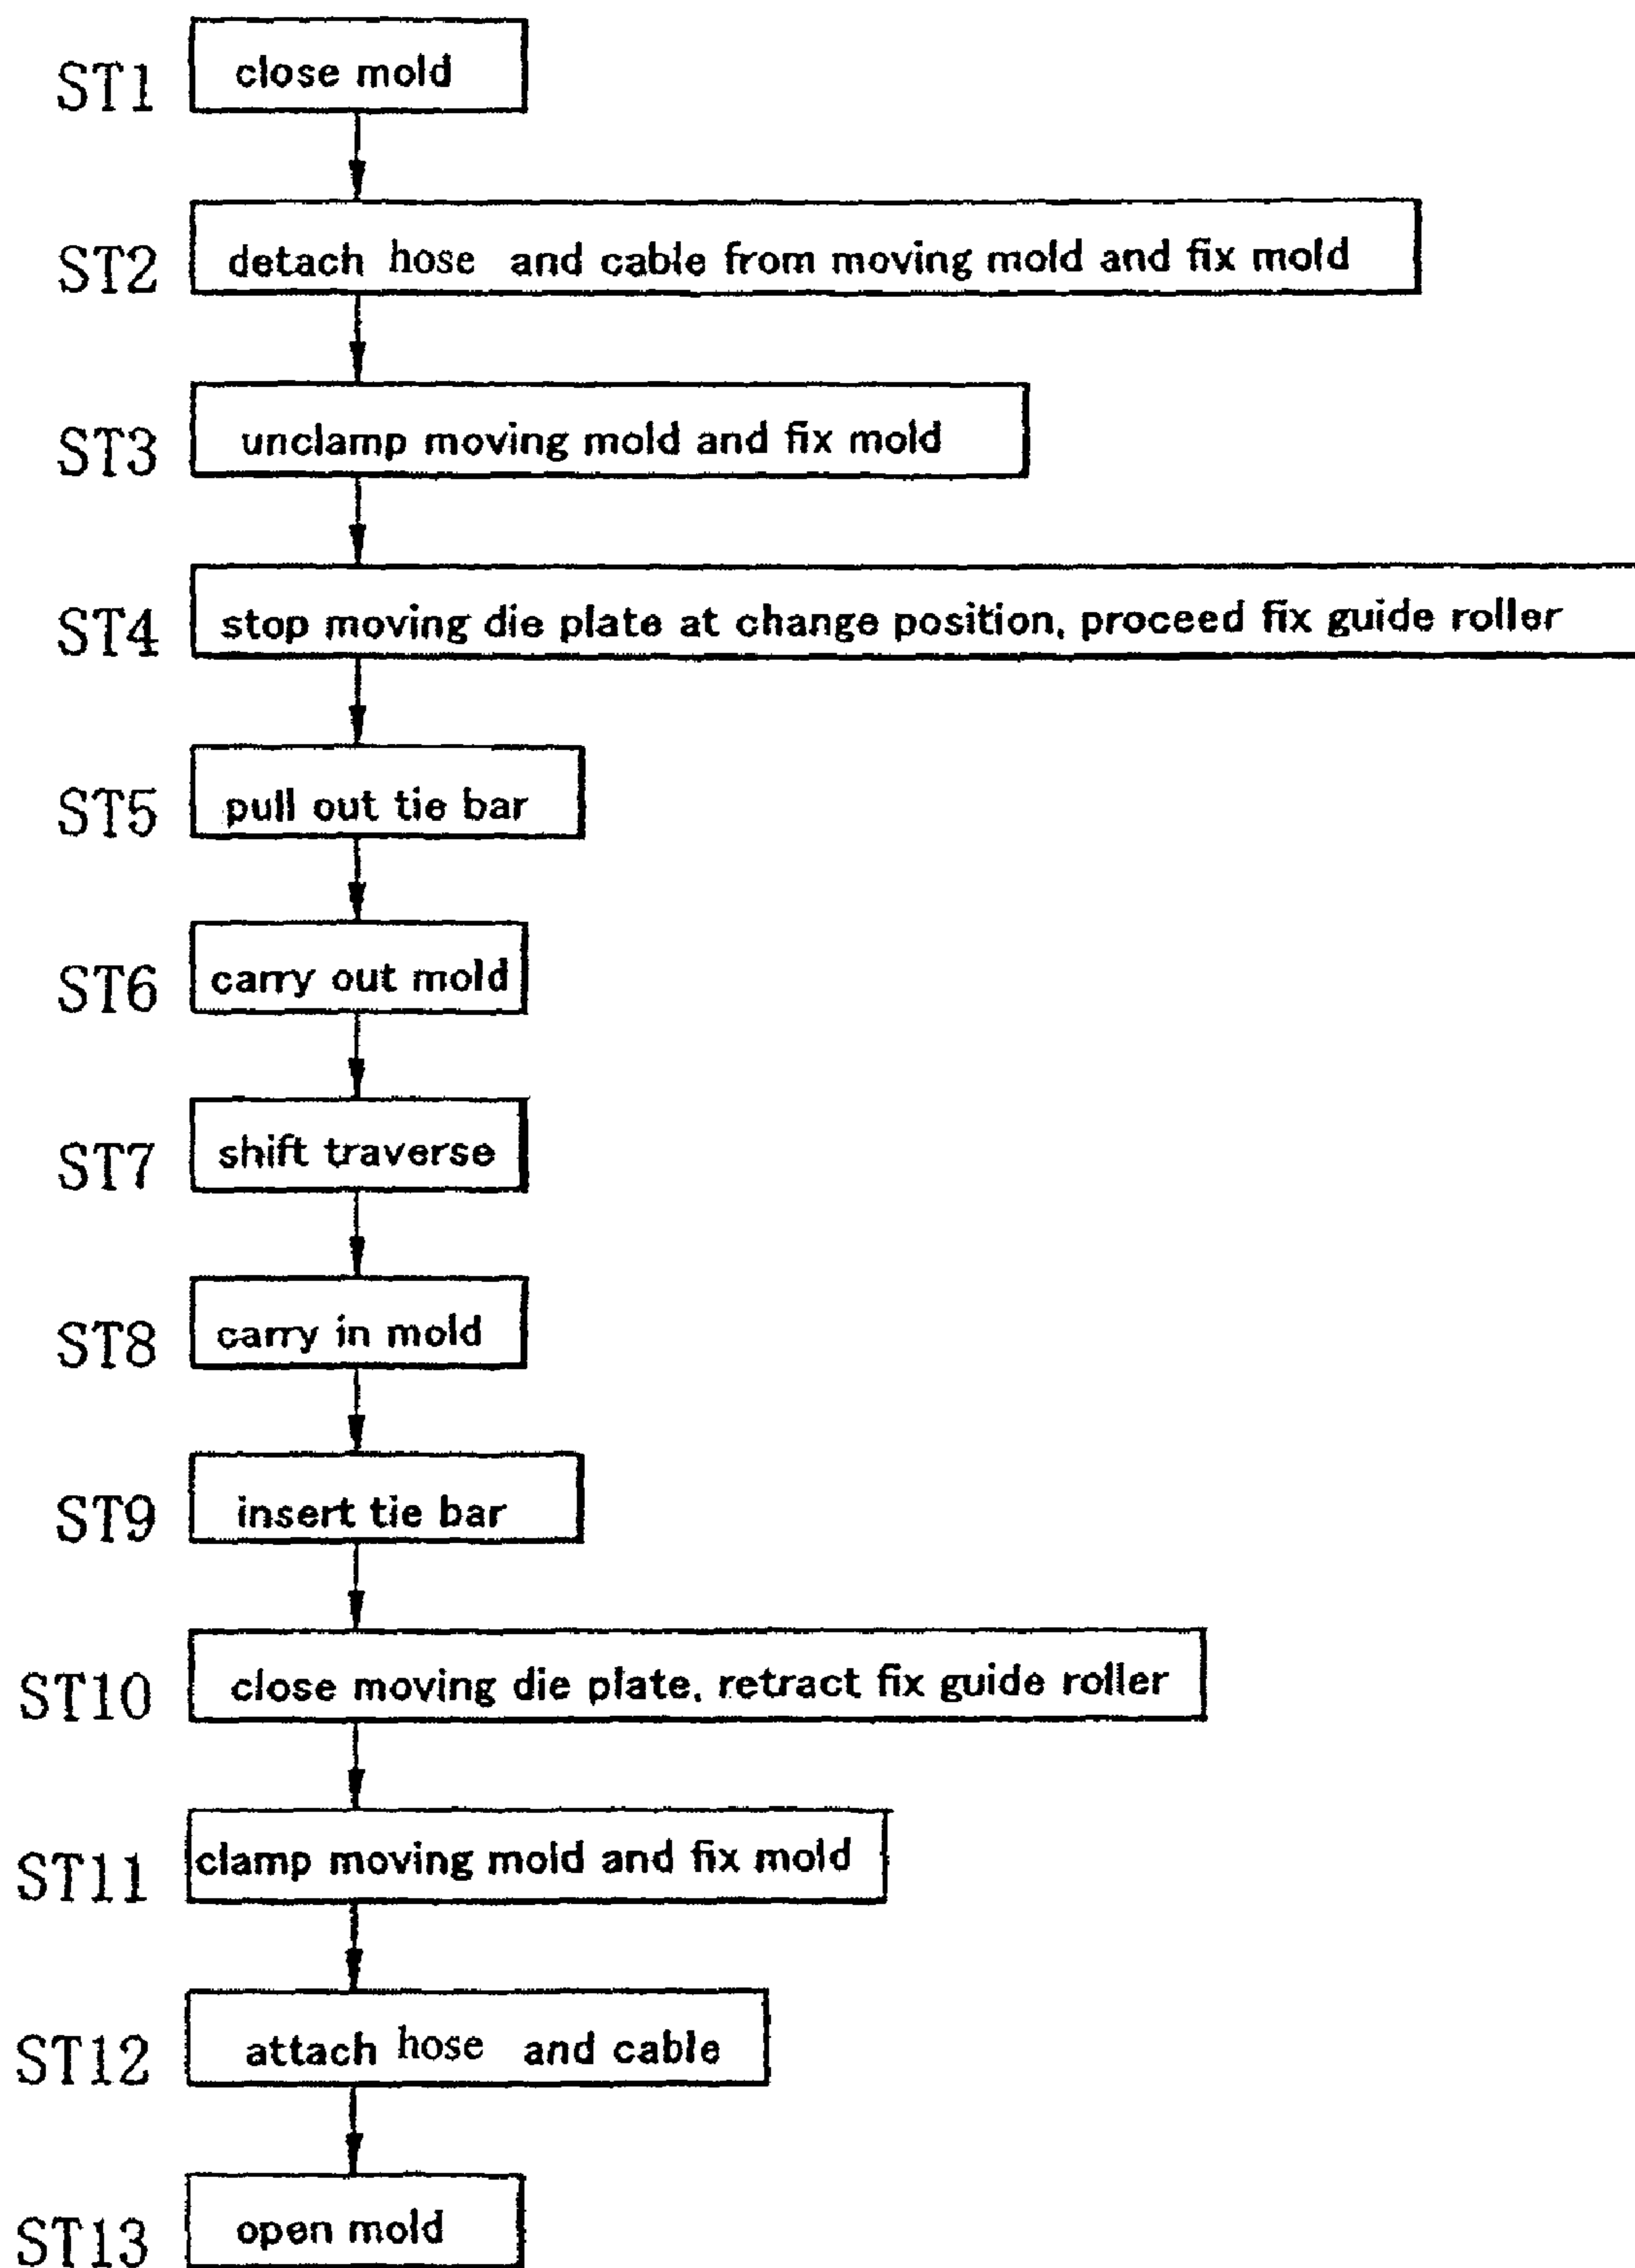 ST1 close mold
ST2 detach hose and cable from moving mold and fix mold
ST3 unclamp moving mold and fix mold
ST4 stop moving die plate at change position, proceed fix guide roller
ST5 pull out tie bar
ST6 carry out mold
ST7 shift traverse
ST8 carry in mold
ST9 insert tie bar
ST10 close moving die plate, retract fix guide roller
ST11 clamp moving mold and fix mold
ST12 attach hose and cable
ST13 open mold